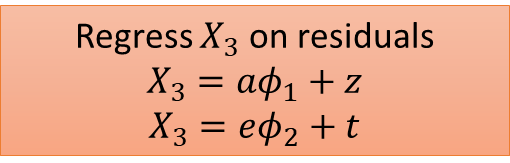 Regress X₃ on residuals
X₃ = aϕ₁ + z
X₃ = eϕ₂ + t